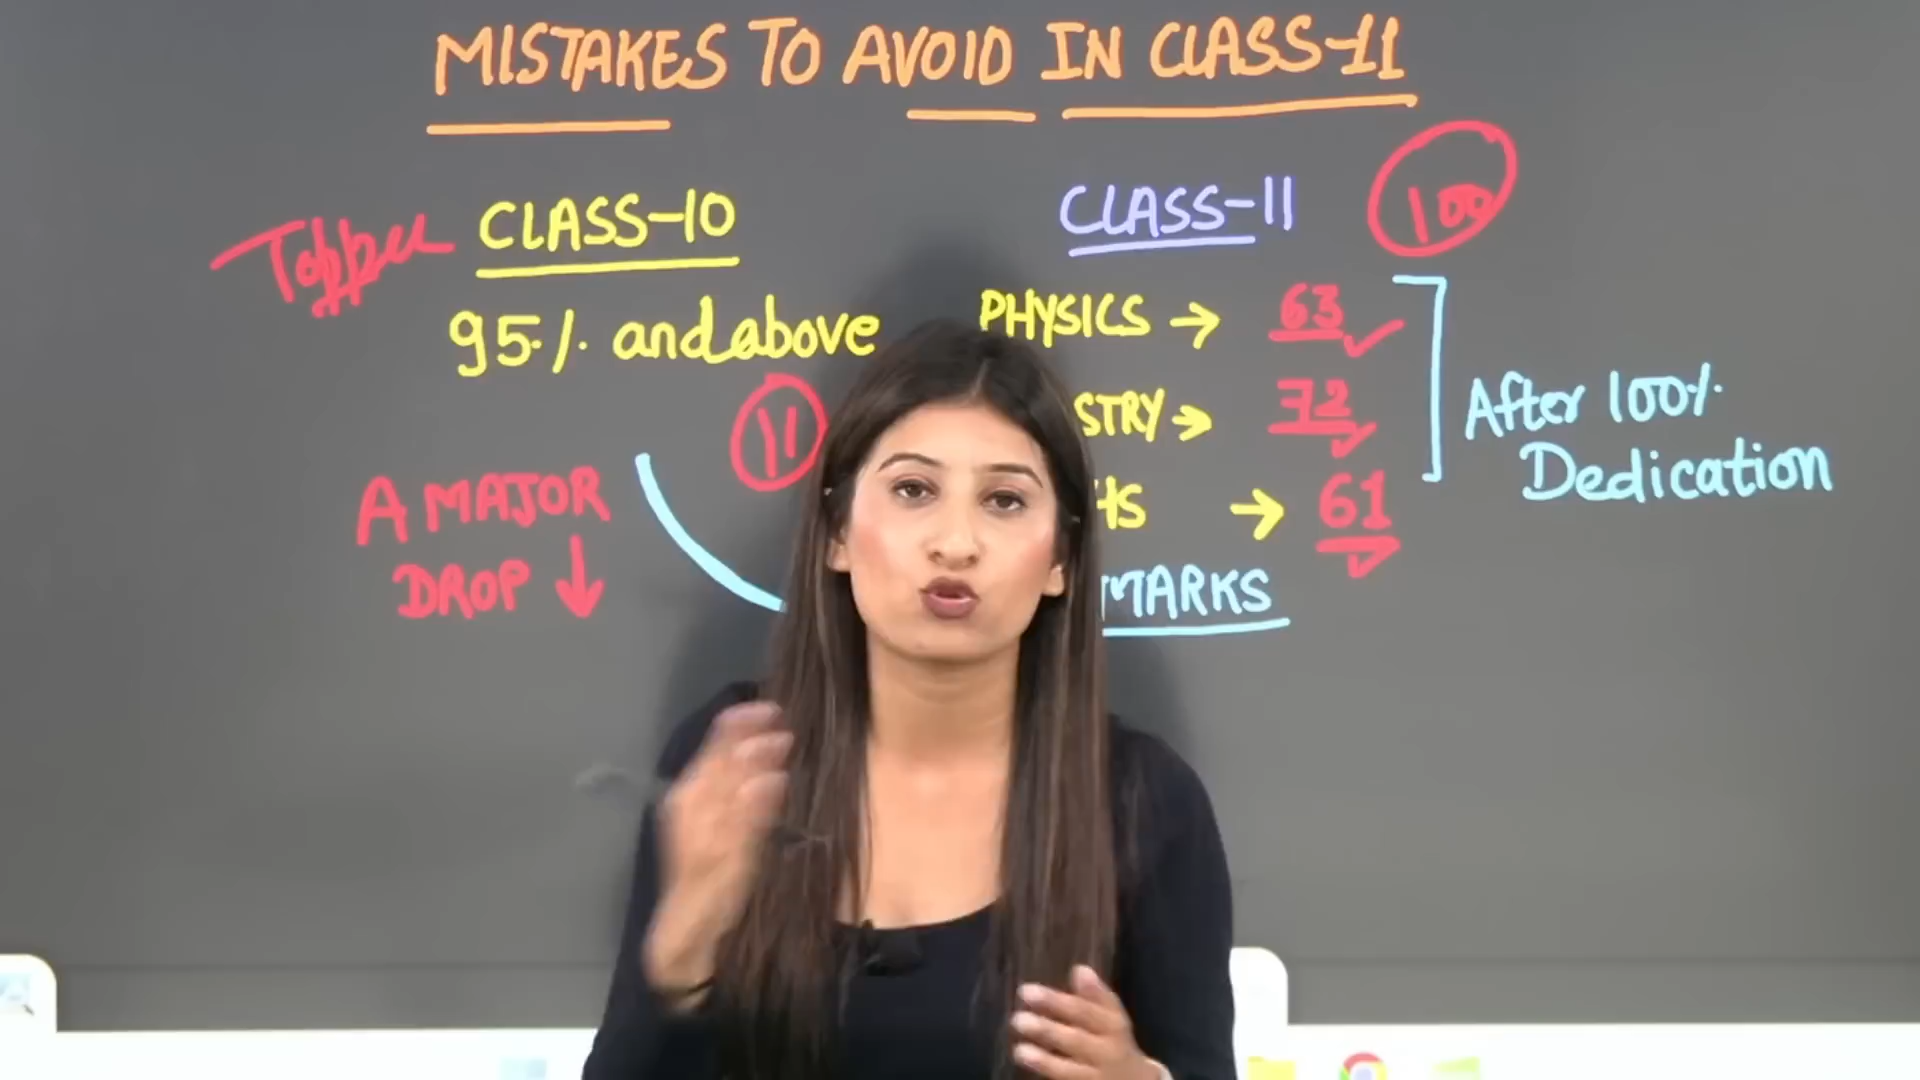 MISTAKES TO AVOID IN CLASS-11
Topper CLASS-10
95% and above
11
A MAJOR
DROP ↓
CLASS-11 100
PHYSICS → 63
STRY → 72
HS → 61
MARKS
After 100%
Dedication